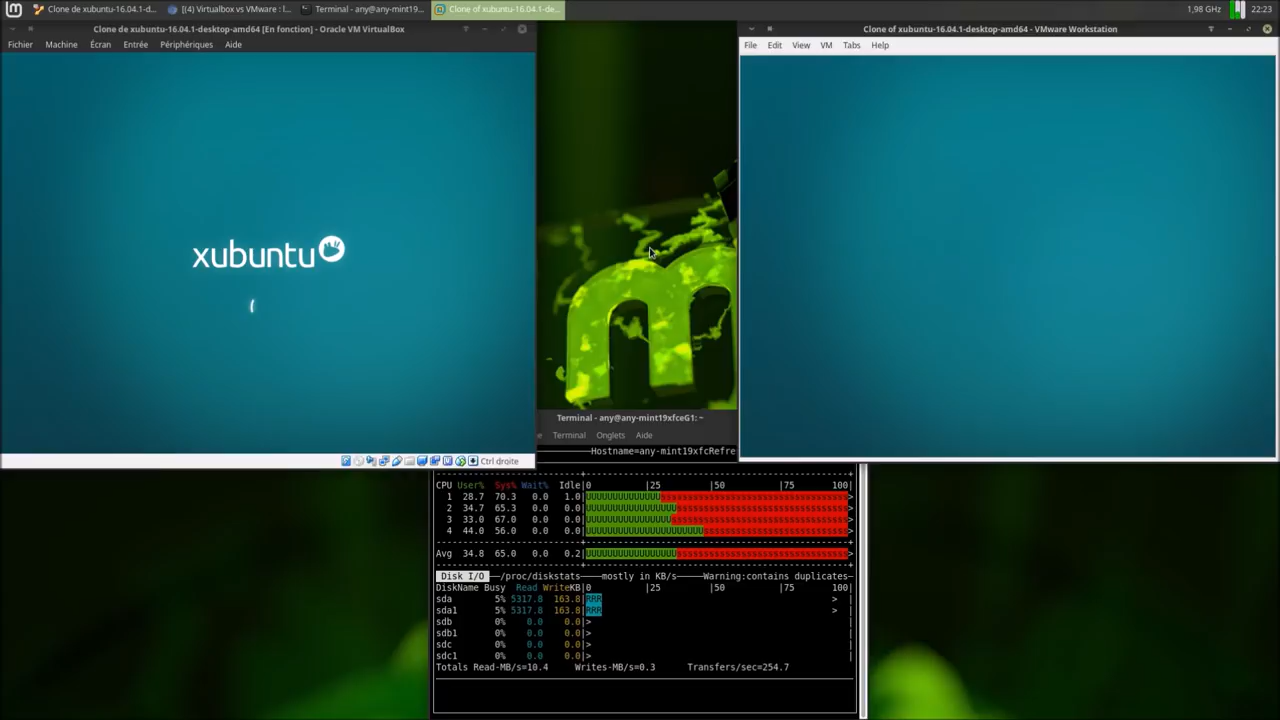 Clone de xubuntu-16.04.1-d...
[(4) Virtualbox vs VMware : l...
Terminal - any@any-mint19...
Clone of xubuntu-16.04.1-de...
1,98 GHz
22:23
Clone de xubuntu-16.04.1-desktop-amd64 [En fonction] - Oracle VM VirtualBox
Fichier Machine Écran Entrée Périphériques Aide
xubuntu
Ctrl droite
Clone of xubuntu-16.04.1-desktop-amd64 - VMware Workstation
File Edit View VM Tabs Help
Terminal - any@any-mint19xfceG1: ~
e Terminal Onglets Aide
Hostname=any-mint19xfcRefre
CPU User% Sys% Wait% Idle|0 |25 |50 |75 100|
1 28.7 70.3 0.0 1.0|
2 34.7 65.3 0.0 0.0|
3 33.0 67.0 0.0 0.0|
4 44.0 56.0 0.0 0.0|
Avg 34.8 65.0 0.0 0.2|
Disk I/O /proc/diskstats mostly in KB/s Warning:contains duplicates
DiskName Busy Read WriteKB|0 |25 |50 |75 100|
sda 5% 5317.8 163.8|RRR > |
sda1 5% 5317.8 163.8|RRR > |
sdb 0% 0.0 0.0|> |
sdb1 0% 0.0 0.0|> |
sdc 0% 0.0 0.0|> |
sdc1 0% 0.0 0.0|> |
Totals Read-MB/s=10.4 Writes-MB/s=0.3 Transfers/sec=254.7